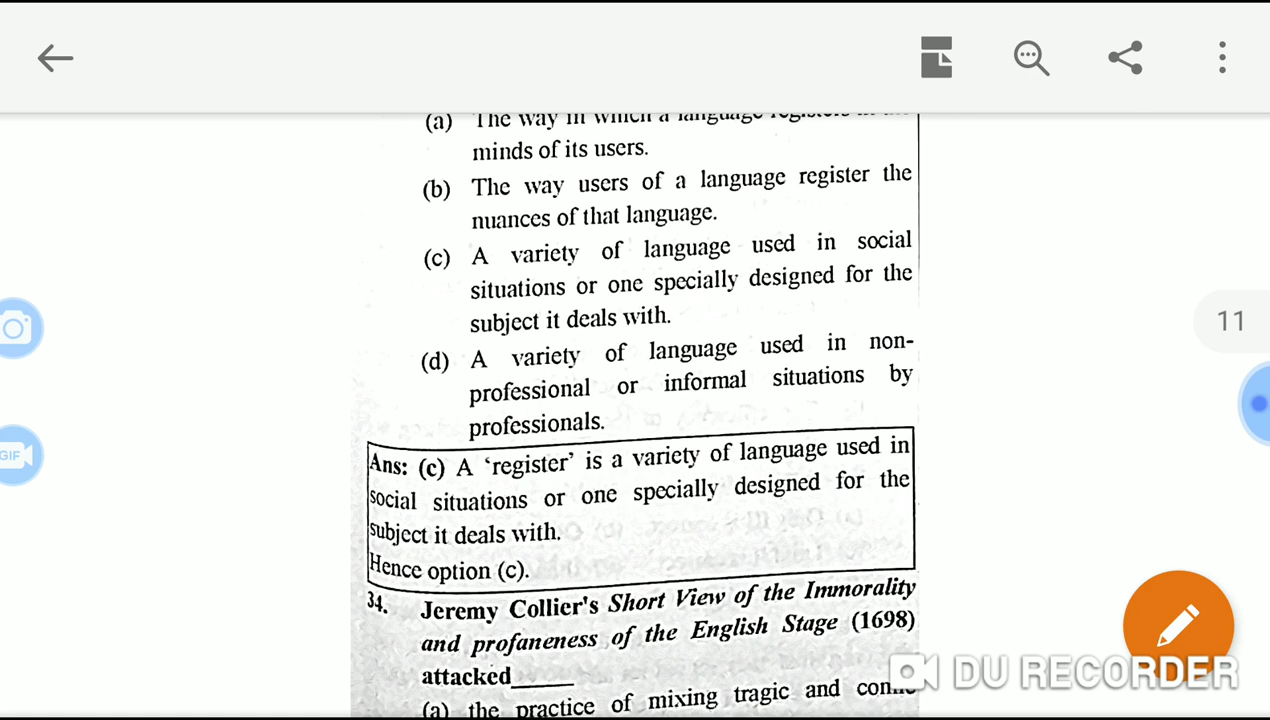 (a) The way in which a language registers in the
minds of its users.
(b) The way users of a language register the
nuances of that language.
(c) A variety of language used in social
situations or one specially designed for the
subject it deals with.
(d) A variety of language used in non-
professional or informal situations by
professionals.
Ans: (c) A ‘register’ is a variety of language used in
social situations or one specially designed for the
subject it deals with.
Hence option (c).
34. Jeremy Collier's Short View of the Immorality
and profaneness of the English Stage (1698)
attacked_____
(a) the practice of mixing tragic and comic
11
GIF
DU RECORDER